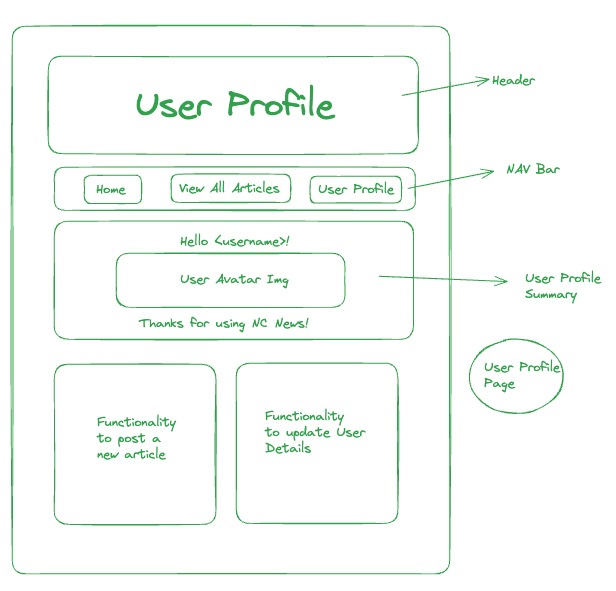 User Profile
Header
Home
View All Articles
User Profile
NAV Bar
Hello <username>!
User Avatar Img
Thanks for using NC News!
User Profile
Summary
User Profile
Page
Functionality
to post a
new article
Functionality
to update User
Details